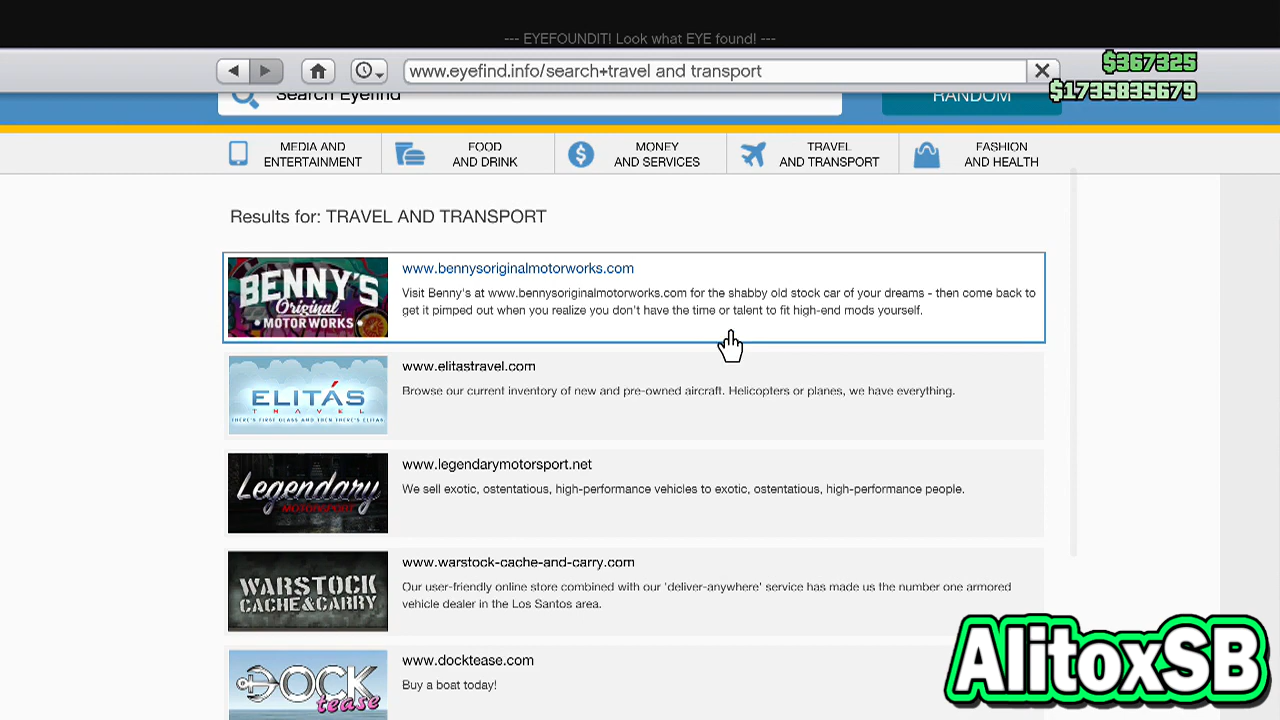 --- EYEFOUNDIT! Look what EYE found! ---
www.eyefind.info/search+travel and transport
$367325
$1735835679
Search Eyefind
RANDOM
MEDIA AND
ENTERTAINMENT
FOOD
AND DRINK
MONEY
AND SERVICES
TRAVEL
AND TRANSPORT
FASHION
AND HEALTH
Results for: TRAVEL AND TRANSPORT
BENNY'S
Original
• MOTOR WORKS •
www.bennysoriginalmotorworks.com
Visit Benny's at www.bennysoriginalmotorworks.com for the shabby old stock car of your dreams - then come back to
get it pimped out when you realize you don't have the time or talent to fit high-end mods yourself.
ELITÁS
TRAVEL
THERE'S FIRST CLASS AND THEN THERE'S ELITAS
www.elitastravel.com
Browse our current inventory of new and pre-owned aircraft. Helicopters or planes, we have everything.
Legendary
MOTORSPORT
www.legendarymotorsport.net
We sell exotic, ostentatious, high-performance vehicles to exotic, ostentatious, high-performance people.
WARSTOCK
CACHE&CARRY
www.warstock-cache-and-carry.com
Our user-friendly online store combined with our 'deliver-anywhere' service has made us the number one armored
vehicle dealer in the Los Santos area.
DOCK
tease
www.docktease.com
Buy a boat today!
AlitoxSB